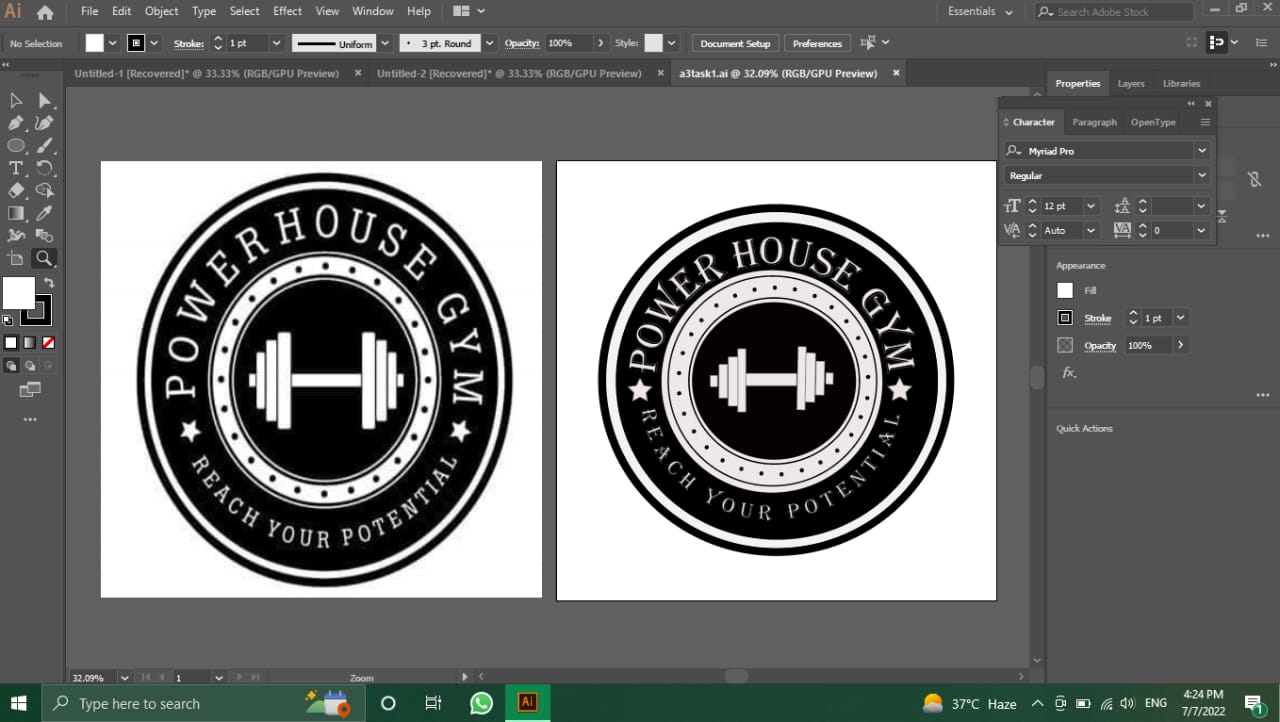 Ai File Edit Object Type Select Effect View Window Help Essentials Search Adobe Stock
No Selection Stroke: 1 pt Uniform 3 pt. Round Opacity: 100% Style: Document Setup Preferences
Untitled-1 [Recovered]* @ 33.33% (RGB/GPU Preview) × Untitled-2 [Recovered]* @ 33.33% (RGB/GPU Preview) × a3task1.ai @ 32.09% (RGB/GPU Preview) ×
Properties Layers Libraries
Character Paragraph OpenType
Myriad Pro
Regular
12 pt
Auto 0
Appearance
Fill
Stroke 1 pt
Opacity 100%
fx.
Quick Actions
POWERHOUSE GYM
REACH YOUR POTENTIAL
POWER HOUSE GYM
REACH YOUR POTENTIAL
32.09% 1 Zoom
Type here to search Ai 37°C Haze ENG 4:24 PM
7/7/2022
1